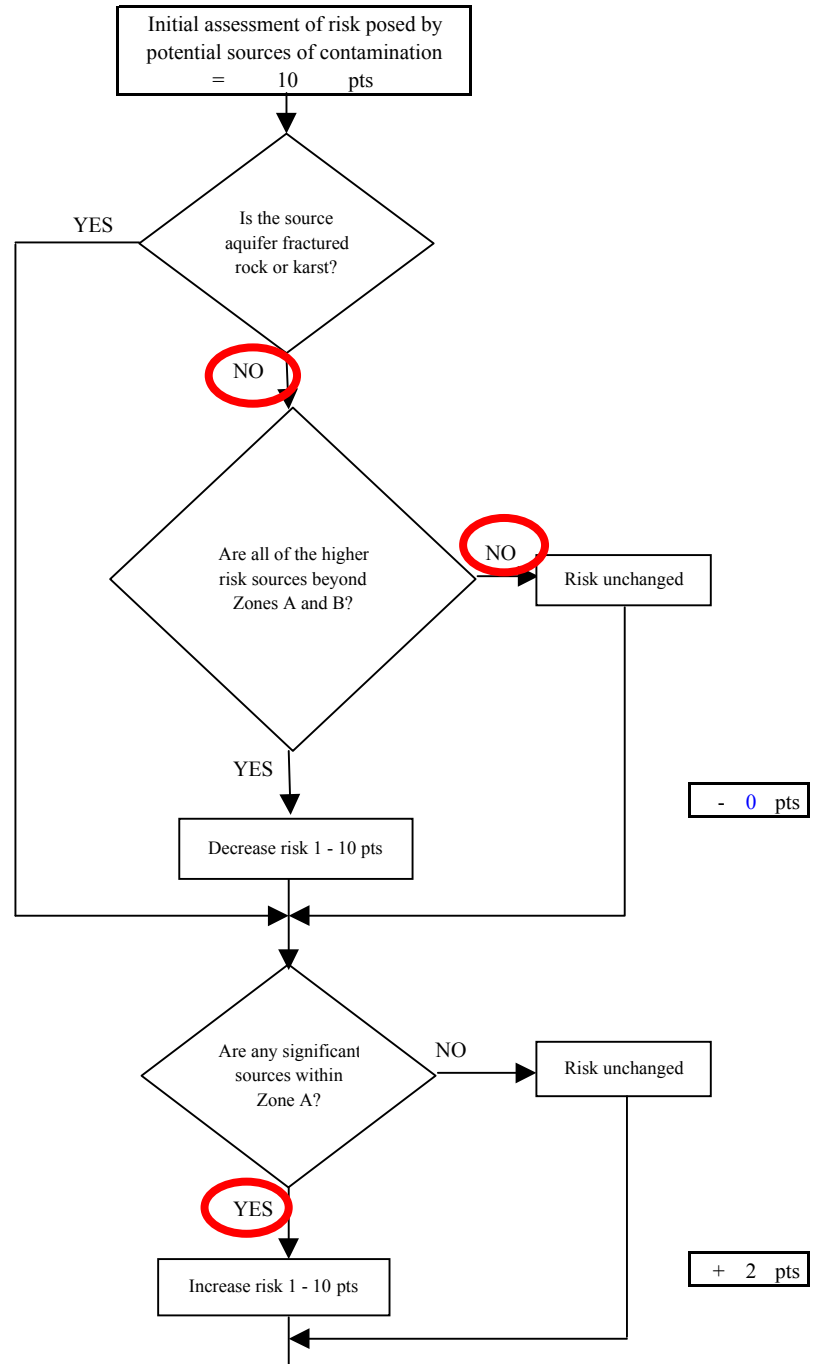 Initial assessment of risk posed by
potential sources of contamination
= 10 pts
YES
Is the source
aquifer fractured
rock or karst?
NO
Are all of the higher
risk sources beyond
Zones A and B?
NO
Risk unchanged
YES
- 0 pts
Decrease risk 1 - 10 pts
Are any significant
sources within
Zone A?
NO
Risk unchanged
YES
+ 2 pts
Increase risk 1 - 10 pts